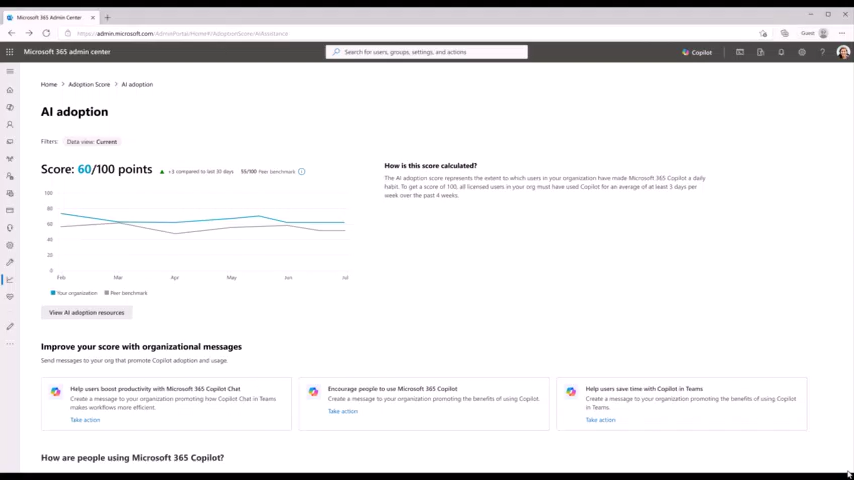 Microsoft 365 Admin Center
https://admin.microsoft365.com/AdminPortal/Home#/AdoptionScore/AIAssistance
Guest
Microsoft 365 admin center
Search for users, groups, settings, and actions
Copilot
Home > Adoption Score > AI adoption
AI adoption
Filters: Data view: Current
Score: 60/100 points
+3 compared to last 30 days
55/100 Peer benchmark
How is this score calculated?
The AI adoption score represents the extent to which users in your organization have made Microsoft 365 Copilot a daily
habit. To get a score of 100, all licensed users in your org must have used Copilot for an average of at least 3 days per
week over the past 4 weeks.
100
80
60
40
20
0
Feb Mar Apr May Jun Jul
Your organization Peer benchmark
View AI adoption resources
Improve your score with organizational messages
Send messages to your org that promote Copilot adoption and usage.
Help users boost productivity with Microsoft 365 Copilot Chat
Create a message to your organization promoting how Copilot Chat in Teams
makes workflows more efficient.
Take action
Encourage people to use Microsoft 365 Copilot
Create a message to your organization promoting the benefits of using Copilot.
Take action
Help users save time with Copilot in Teams
Create a message to your organization promoting the benefits of using Copilot
in Teams.
Take action
How are people using Microsoft 365 Copilot?